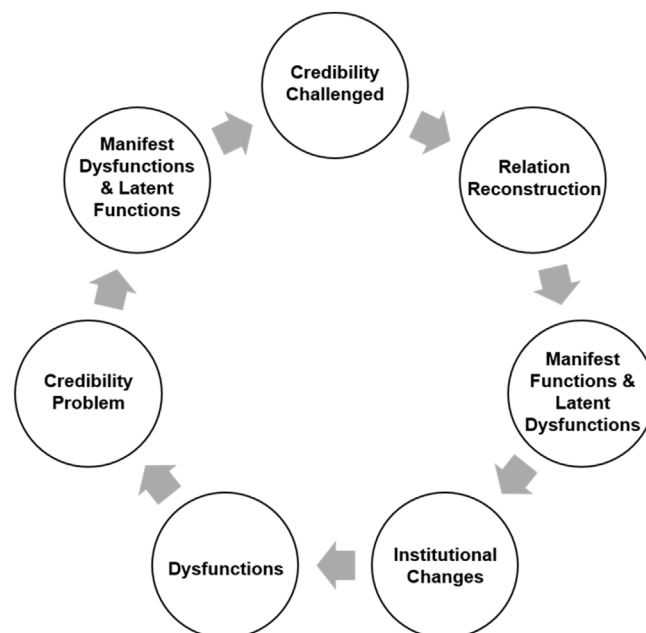 Credibility
Challenged
Relation
Reconstruction
Manifest
Functions &
Latent
Dysfunctions
Institutional
Changes
Dysfunctions
Credibility
Problem
Manifest
Dysfunctions
& Latent
Functions